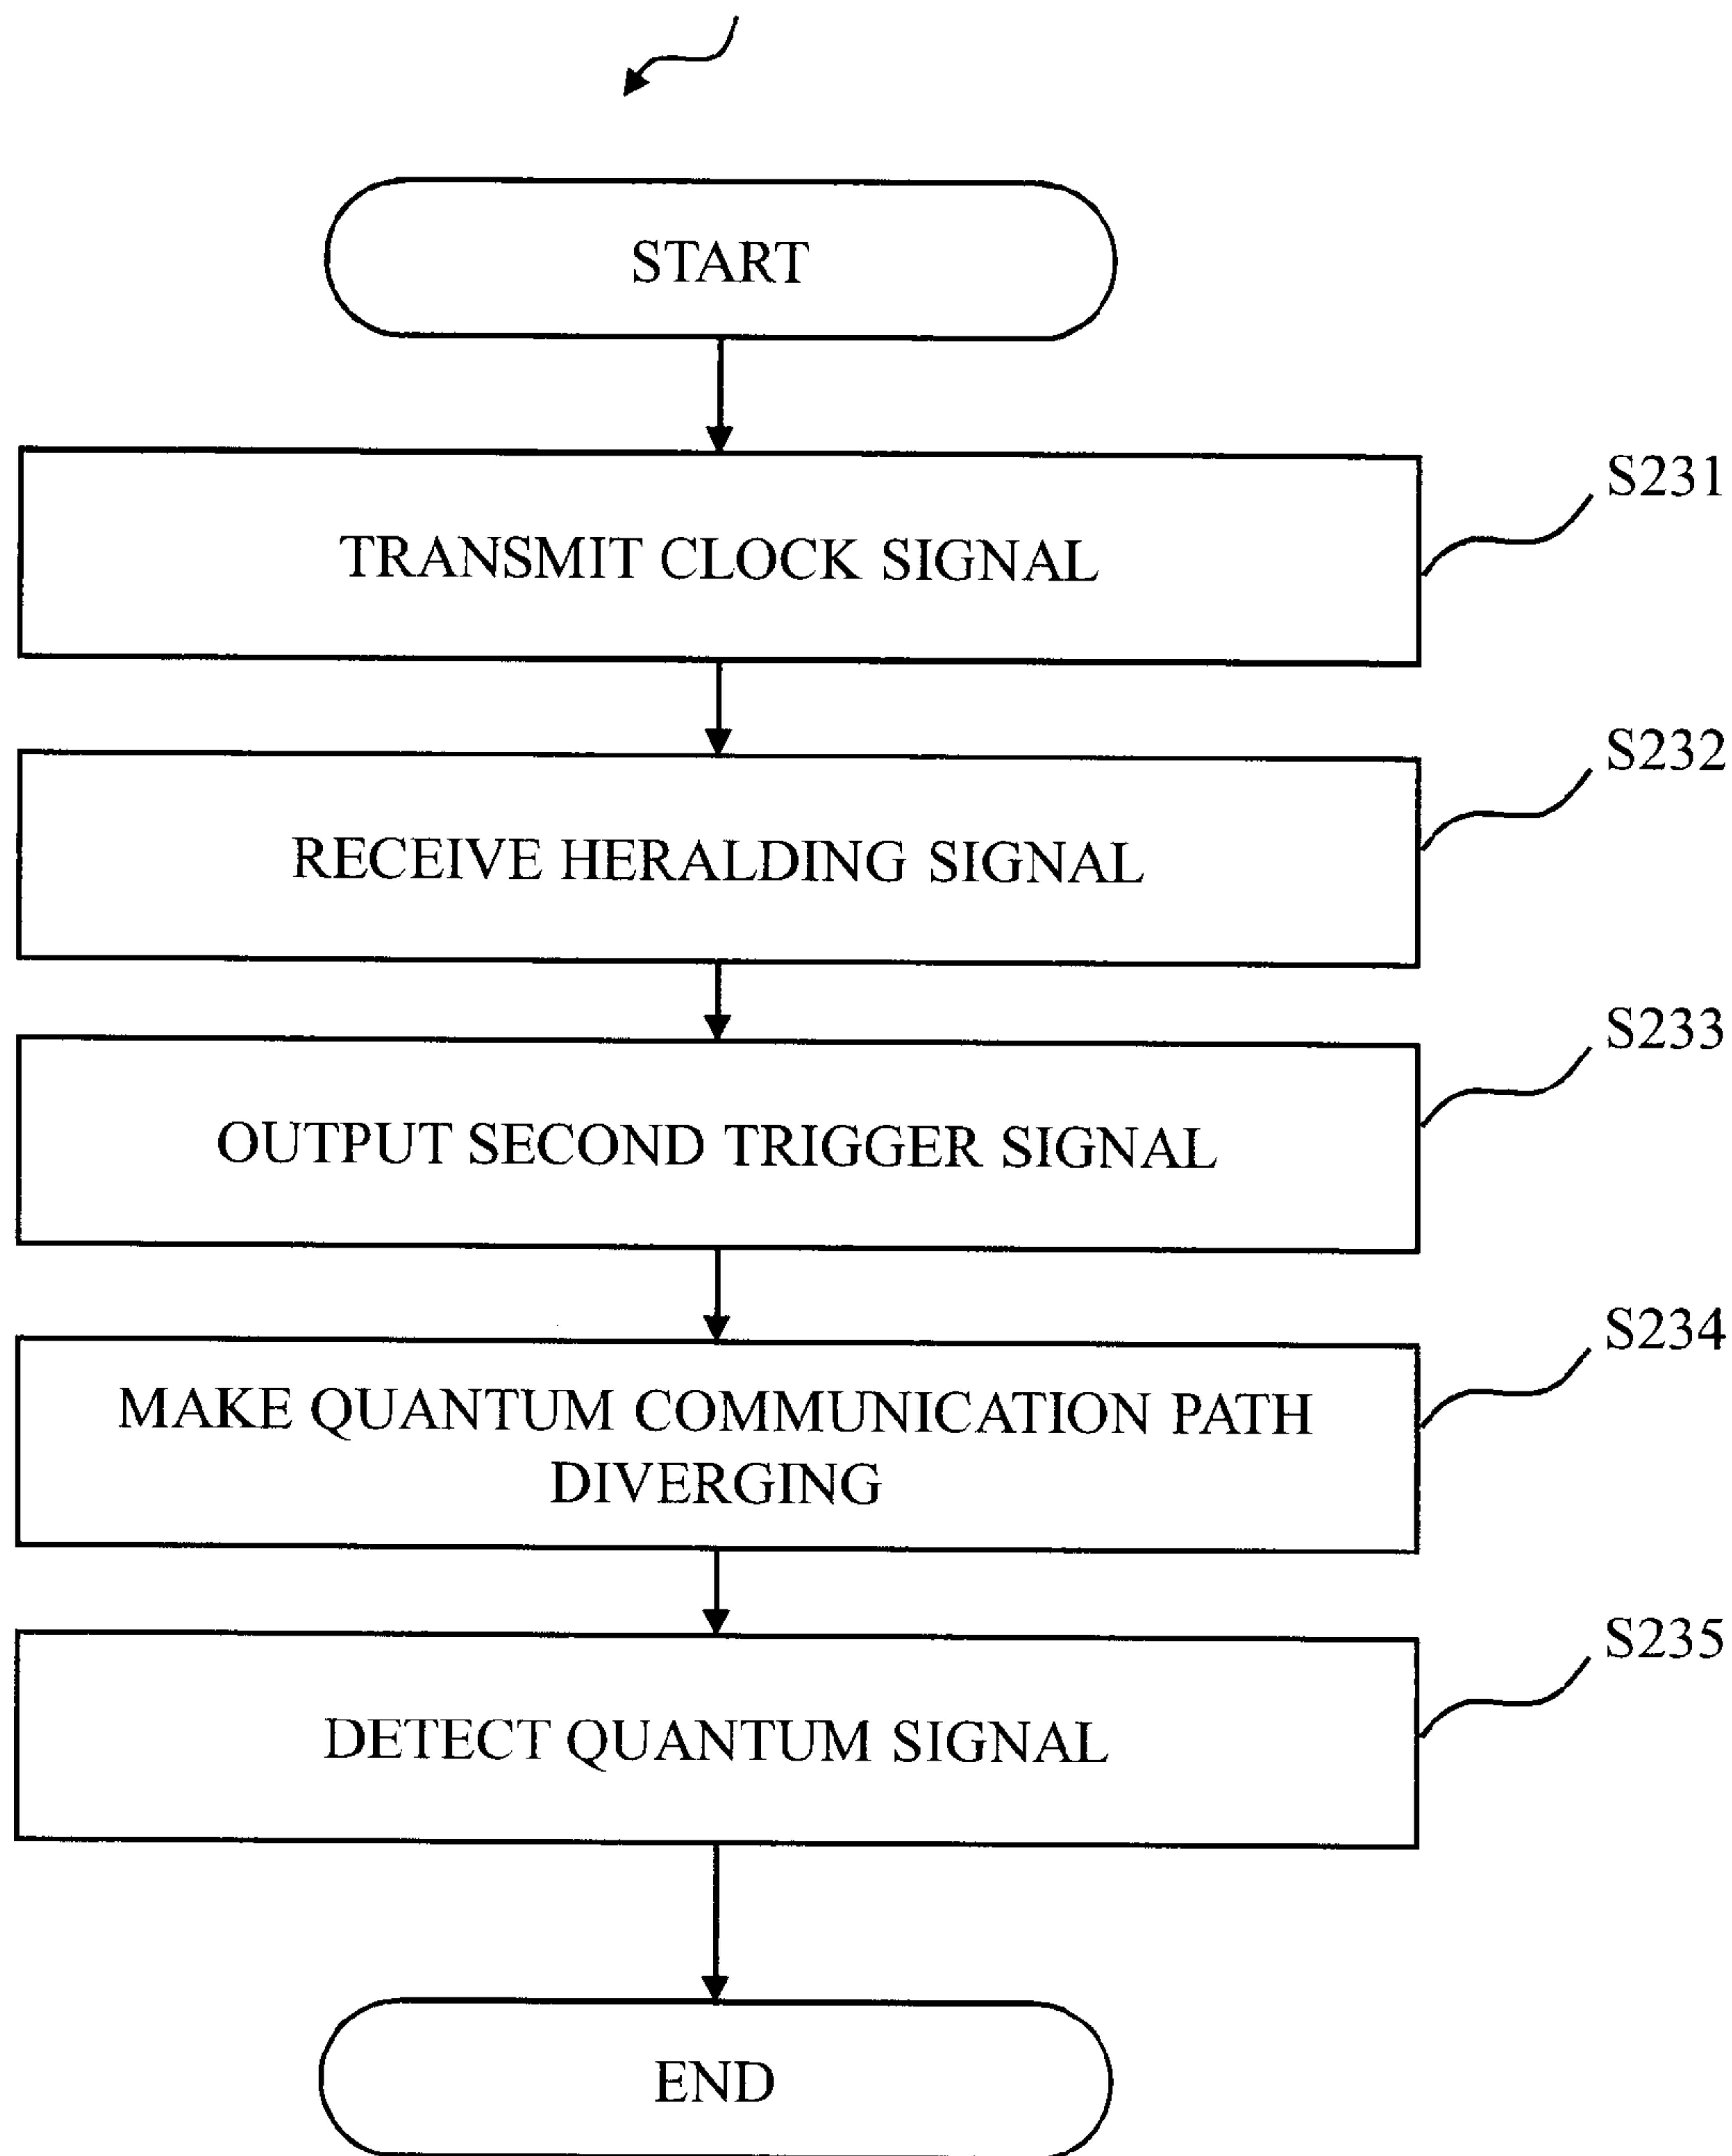 START
TRANSMIT CLOCK SIGNAL
S231
RECEIVE HERALDING SIGNAL
S232
OUTPUT SECOND TRIGGER SIGNAL
S233
MAKE QUANTUM COMMUNICATION PATH
DIVERGING
S234
DETECT QUANTUM SIGNAL
S235
END